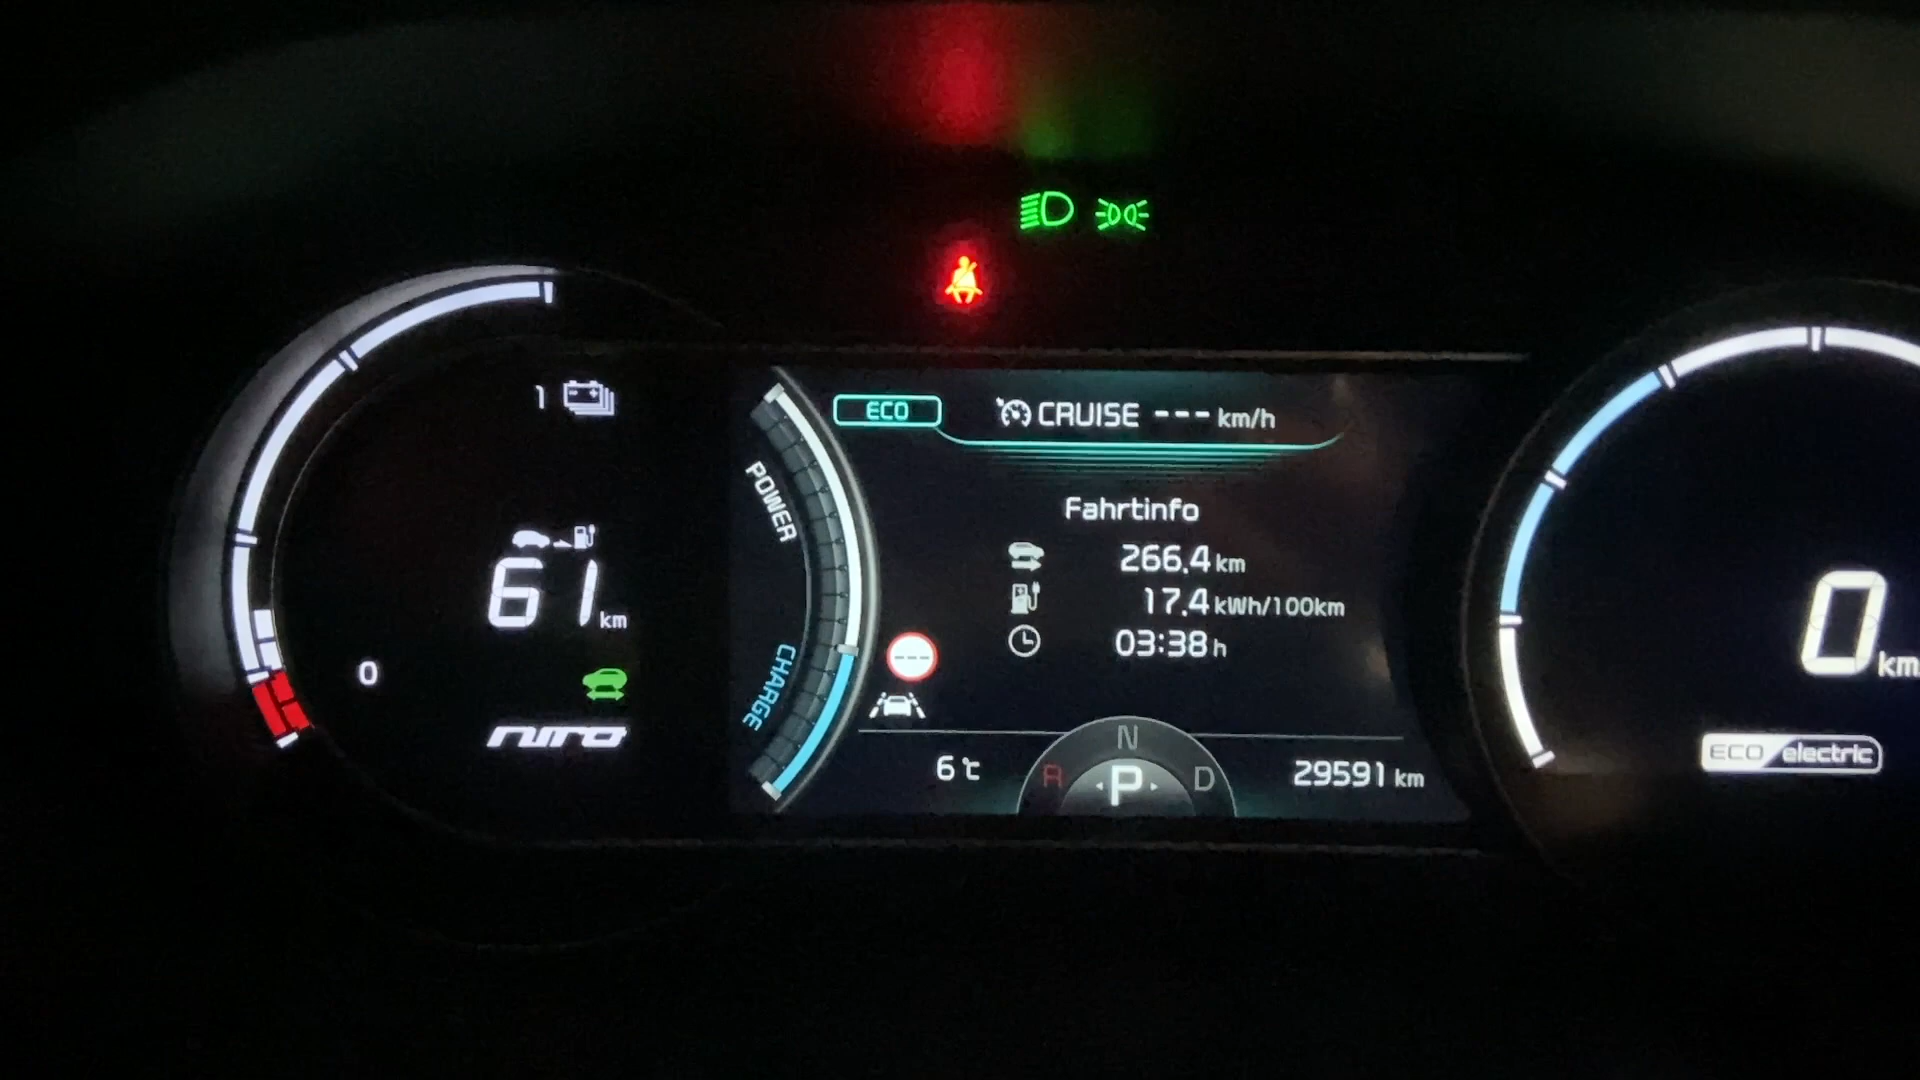 1
61 km
0
niro
POWER
CHARGE
ECO
CRUISE --- km/h
Fahrtinfo
266.4 km
17.4 kWh/100km
03:38 h
---
6 °C
N
R P D
29591 km
0
km
ECO electric